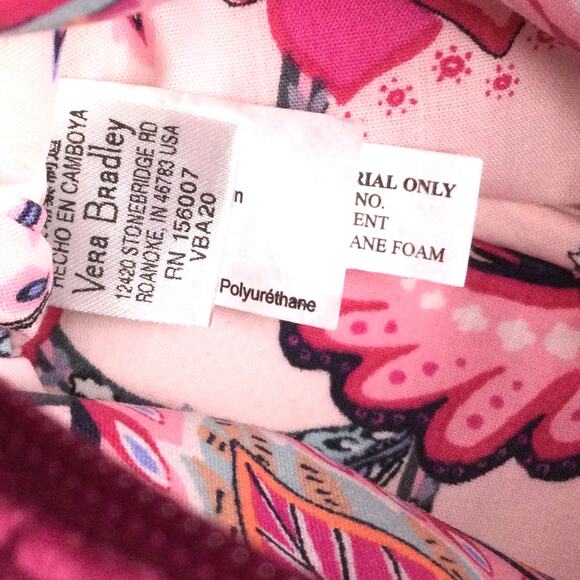 HECHO EN CAMBOYA
Vera Bradley
12420 STONEBRIDGE RD
ROANOKE, IN 46783 USA
RN 156007
VBA20
n
Polyuréthane
RIAL ONLY
NO.
ENT
ANE FOAM